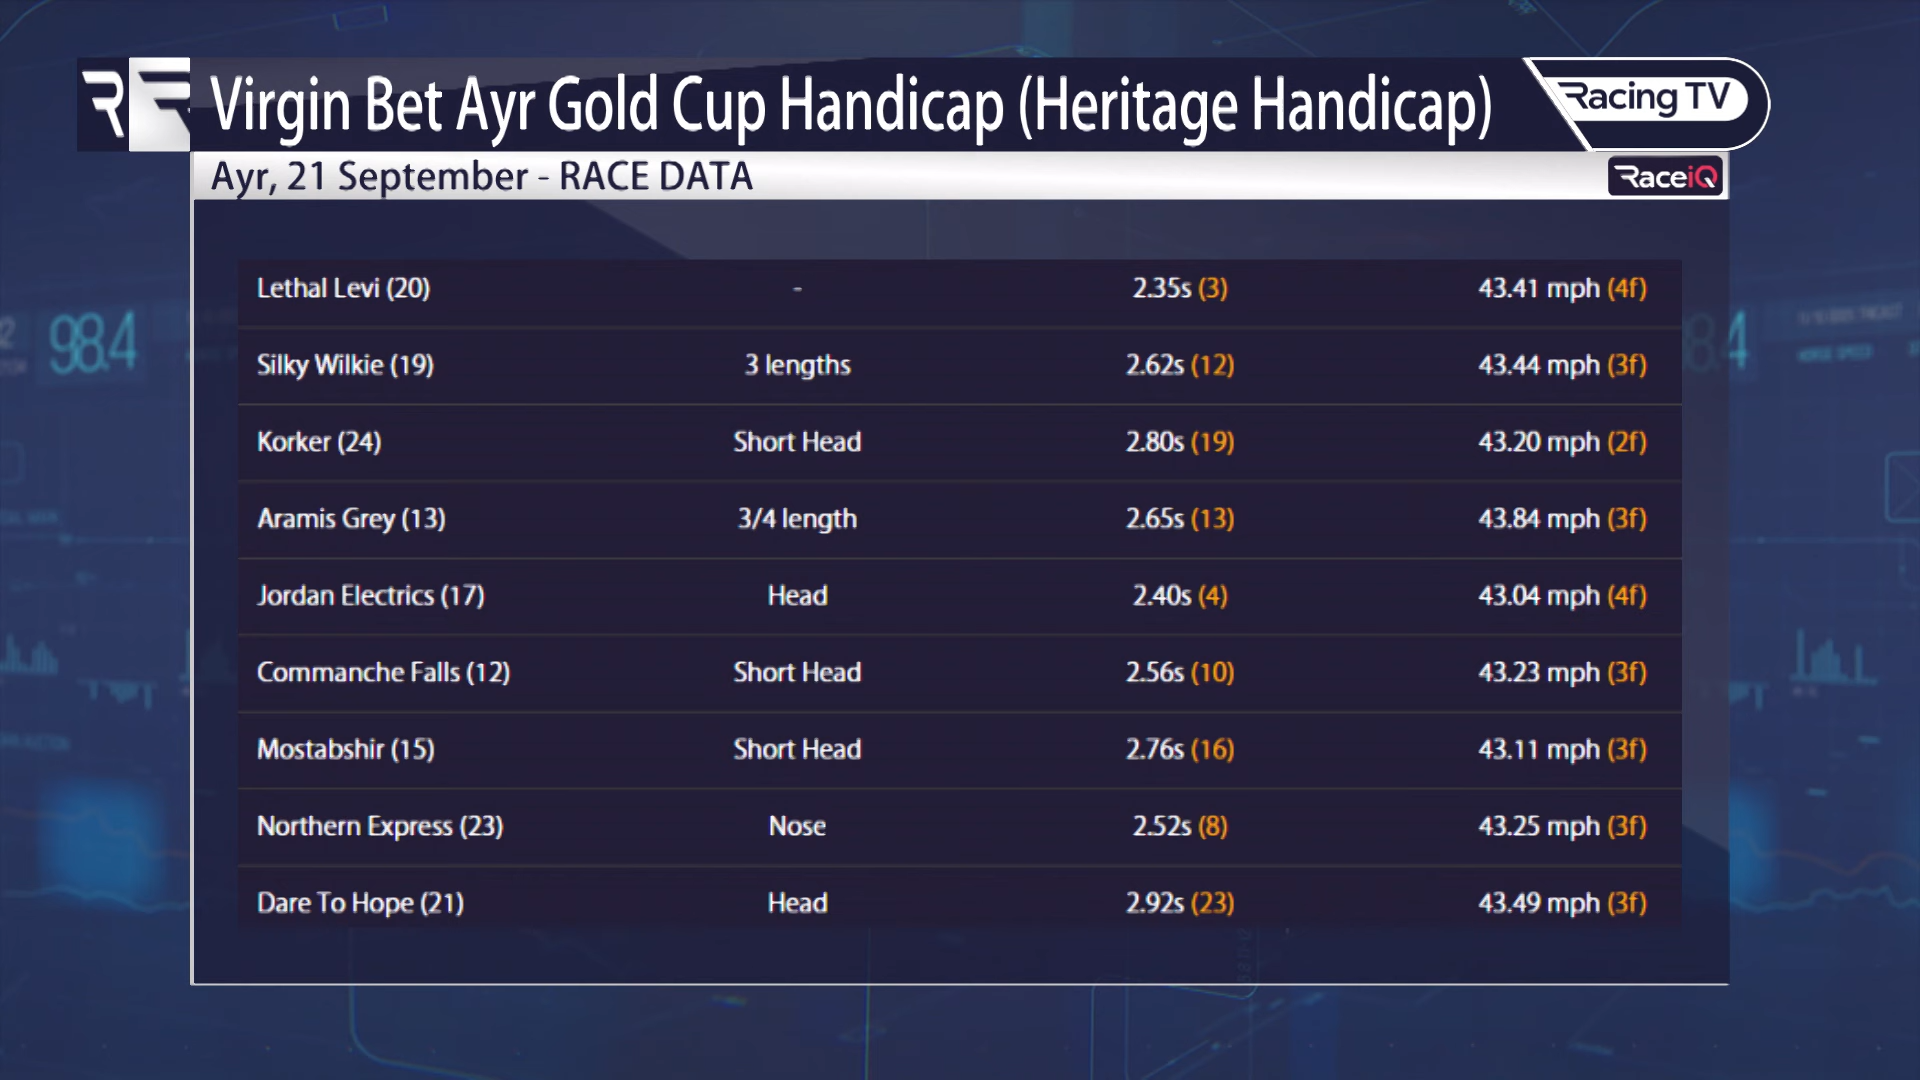 Virgin Bet Ayr Gold Cup Handicap (Heritage Handicap)
Racing TV
Ayr, 21 September - RACE DATA
RaceiQ
Lethal Levi (20) - 2.35s (3) 43.41 mph (4f)
Silky Wilkie (19) 3 lengths 2.62s (12) 43.44 mph (3f)
Korker (24) Short Head 2.80s (19) 43.20 mph (2f)
Aramis Grey (13) 3/4 length 2.65s (13) 43.84 mph (3f)
Jordan Electrics (17) Head 2.40s (4) 43.04 mph (4f)
Commanche Falls (12) Short Head 2.56s (10) 43.23 mph (3f)
Mostabshir (15) Short Head 2.76s (16) 43.11 mph (3f)
Northern Express (23) Nose 2.52s (8) 43.25 mph (3f)
Dare To Hope (21) Head 2.92s (23) 43.49 mph (3f)
98.4